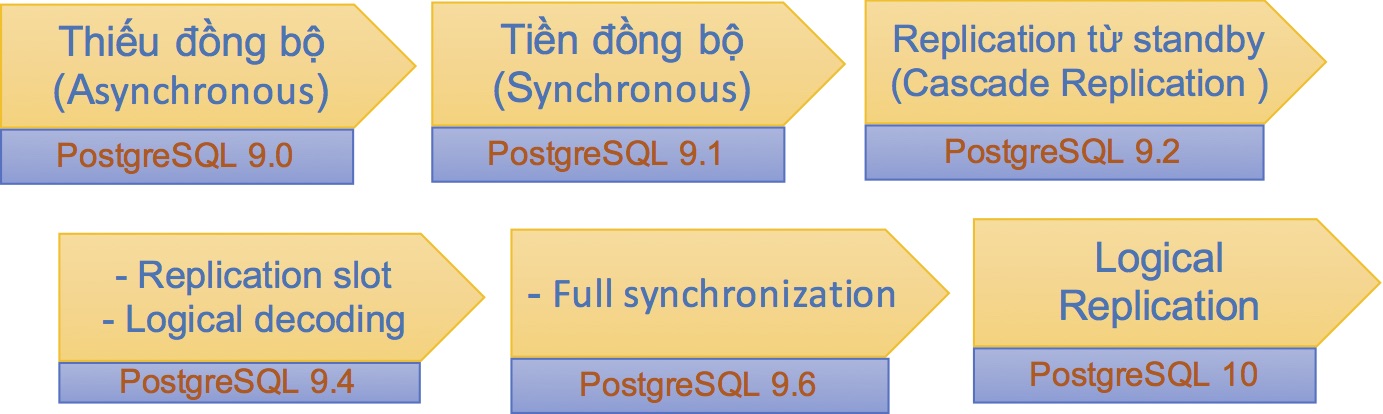 Thiếu đồng bộ
(Asynchronous)
PostgreSQL 9.0
Tiền đồng bộ
(Synchronous)
PostgreSQL 9.1
Replication từ standby
(Cascade Replication )
PostgreSQL 9.2
- Replication slot
- Logical decoding
PostgreSQL 9.4
- Full synchronization
PostgreSQL 9.6
Logical
Replication
PostgreSQL 10